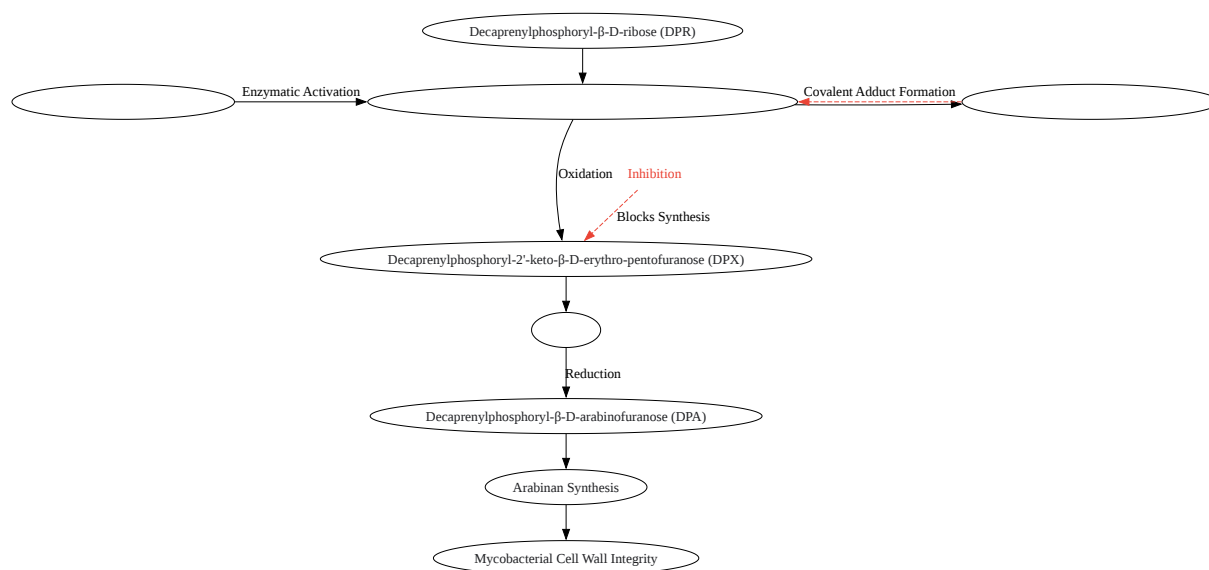 Decaprenylphosphoryl-β-D-ribose (DPR)
Enzymatic Activation
Covalent Adduct Formation
Oxidation
Inhibition
Blocks Synthesis
Decaprenylphosphoryl-2'-keto-β-D-erythro-pentofuranose (DPX)
Reduction
Decaprenylphosphoryl-β-D-arabinofuranose (DPA)
Arabinan Synthesis
Mycobacterial Cell Wall Integrity